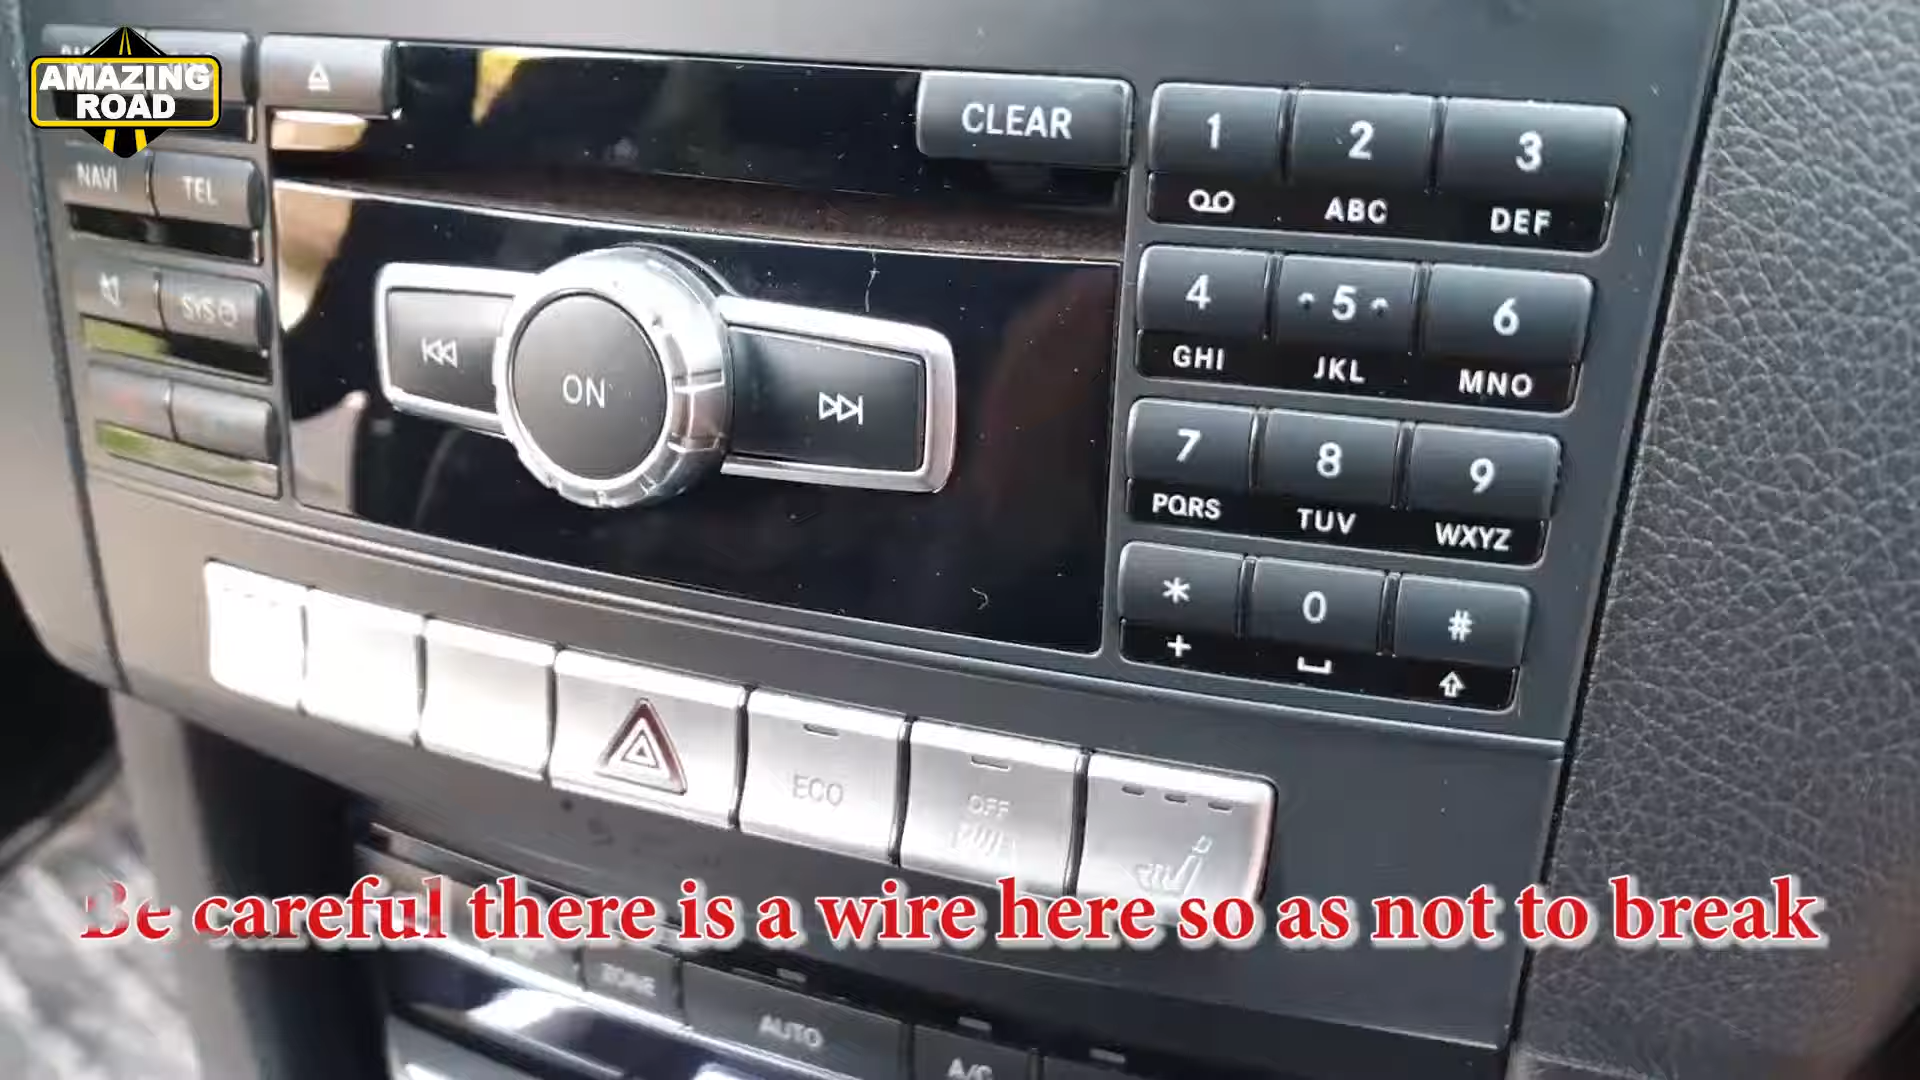 AMAZING
ROAD
CLEAR
1 2 3
ABC DEF
NAVI TEL
4 5 6
GHI JKL MNO
SYS
ON
7 8 9
PQRS TUV WXYZ
* 0 #
+
ECO
OFF
Be careful there is a wire here so as not to break
ZONE
AUTO
A/C